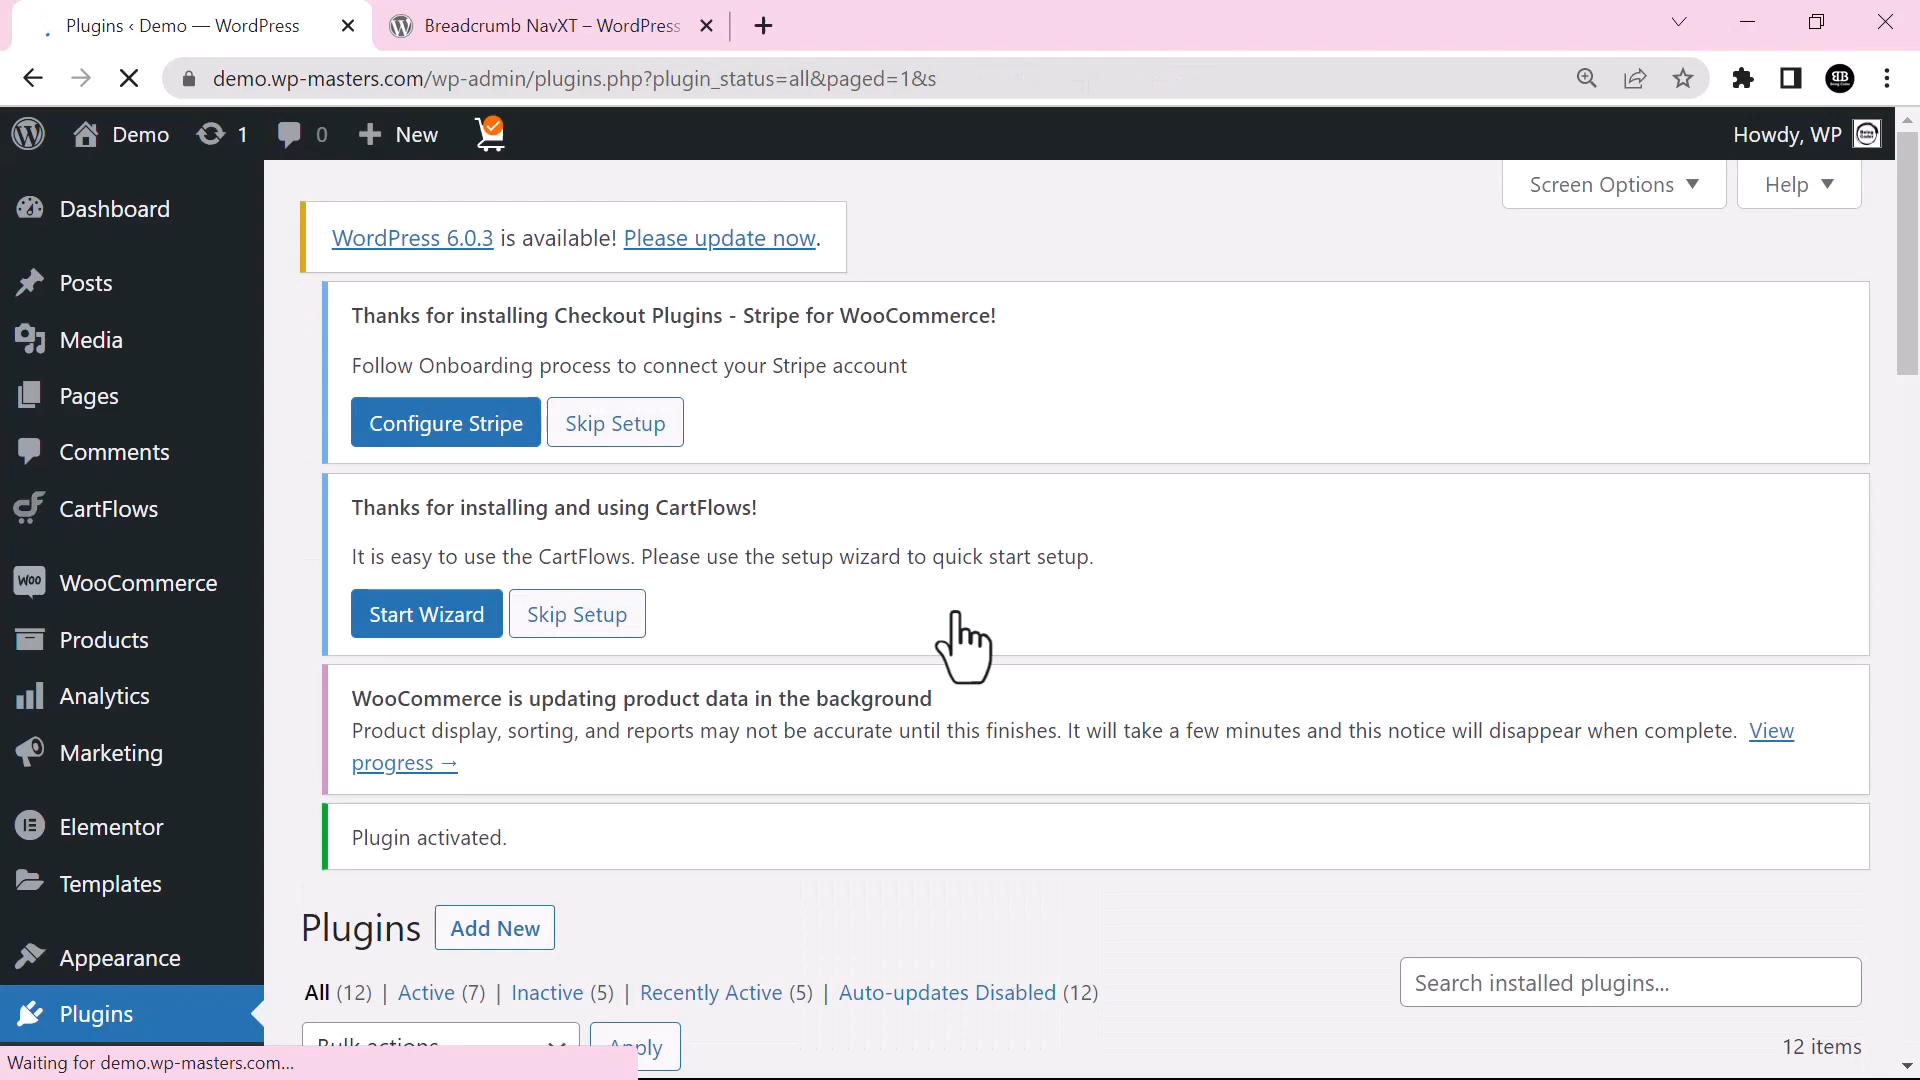 Plugins ‹ Demo — WordPress
Breadcrumb NavXT – WordPress
demo.wp-masters.com/wp-admin/plugins.php?plugin_status=all&paged=1&s
Demo 1 0 New
Howdy, WP
Screen Options
Help
Dashboard
Posts
Media
Pages
Comments
CartFlows
WooCommerce
Products
Analytics
Marketing
Elementor
Templates
Appearance
Plugins
WordPress 6.0.3 is available! Please update now.
Thanks for installing Checkout Plugins - Stripe for WooCommerce!
Follow Onboarding process to connect your Stripe account
Configure Stripe
Skip Setup
Thanks for installing and using CartFlows!
It is easy to use the CartFlows. Please use the setup wizard to quick start setup.
Start Wizard
Skip Setup
WooCommerce is updating product data in the background
Product display, sorting, and reports may not be accurate until this finishes. It will take a few minutes and this notice will disappear when complete. View
progress →
Plugin activated.
Plugins Add New
All (12) | Active (7) | Inactive (5) | Recently Active (5) | Auto-updates Disabled (12)
Search installed plugins...
Bulk actions
Apply
12 items
Waiting for demo.wp-masters.com...